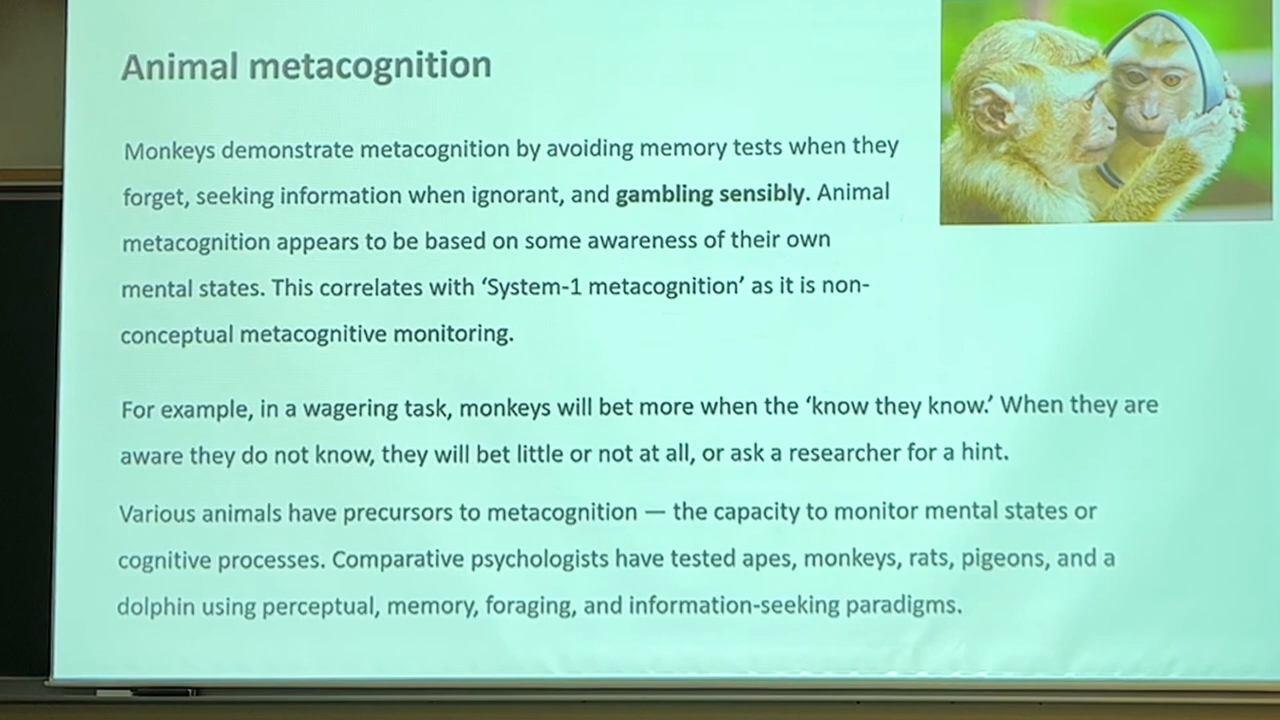 Animal metacognition
Monkeys demonstrate metacognition by avoiding memory tests when they
forget, seeking information when ignorant, and gambling sensibly. Animal
metacognition appears to be based on some awareness of their own
mental states. This correlates with ‘System-1 metacognition’ as it is non-
conceptual metacognitive monitoring.
For example, in a wagering task, monkeys will bet more when the ‘know they know.’ When they are
aware they do not know, they will bet little or not at all, or ask a researcher for a hint.
Various animals have precursors to metacognition — the capacity to monitor mental states or
cognitive processes. Comparative psychologists have tested apes, monkeys, rats, pigeons, and a
dolphin using perceptual, memory, foraging, and information-seeking paradigms.